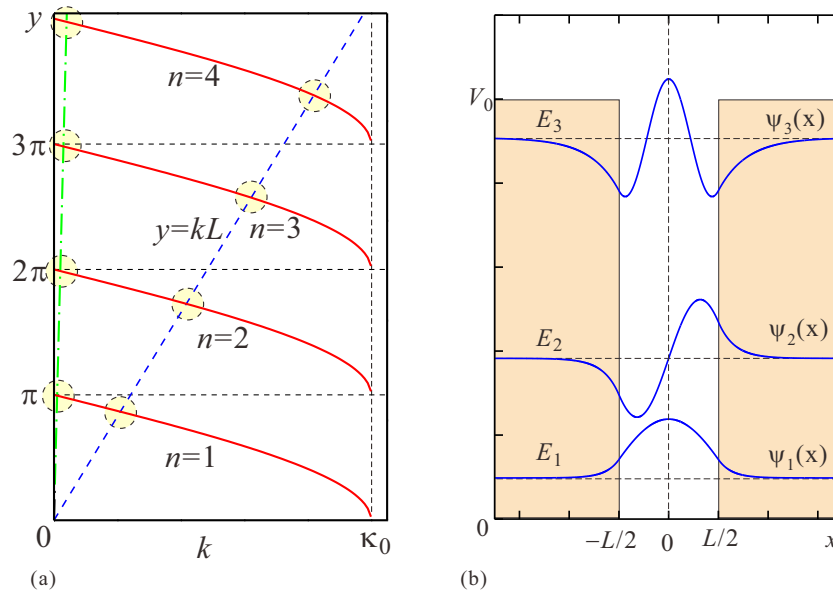 y
n=4
3π
y=kL
n=3
2π
n=2
π
n=1
0
k
κ₀
(a)
V₀
E₃
ψ₃(x)
E₂
ψ₂(x)
E₁
ψ₁(x)
0
−L/2
0
L/2
x
(b)